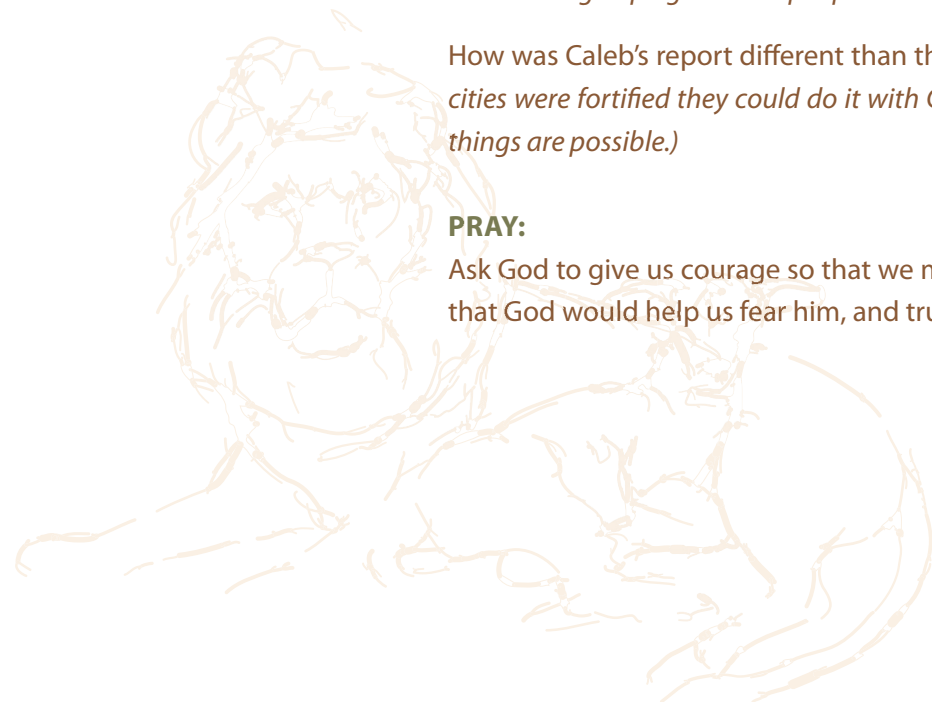 How was Caleb’s report different than th
cities were fortified they could do it with
things are possible.)
PRAY:
Ask God to give us courage so that we
that God would help us fear him, and tru